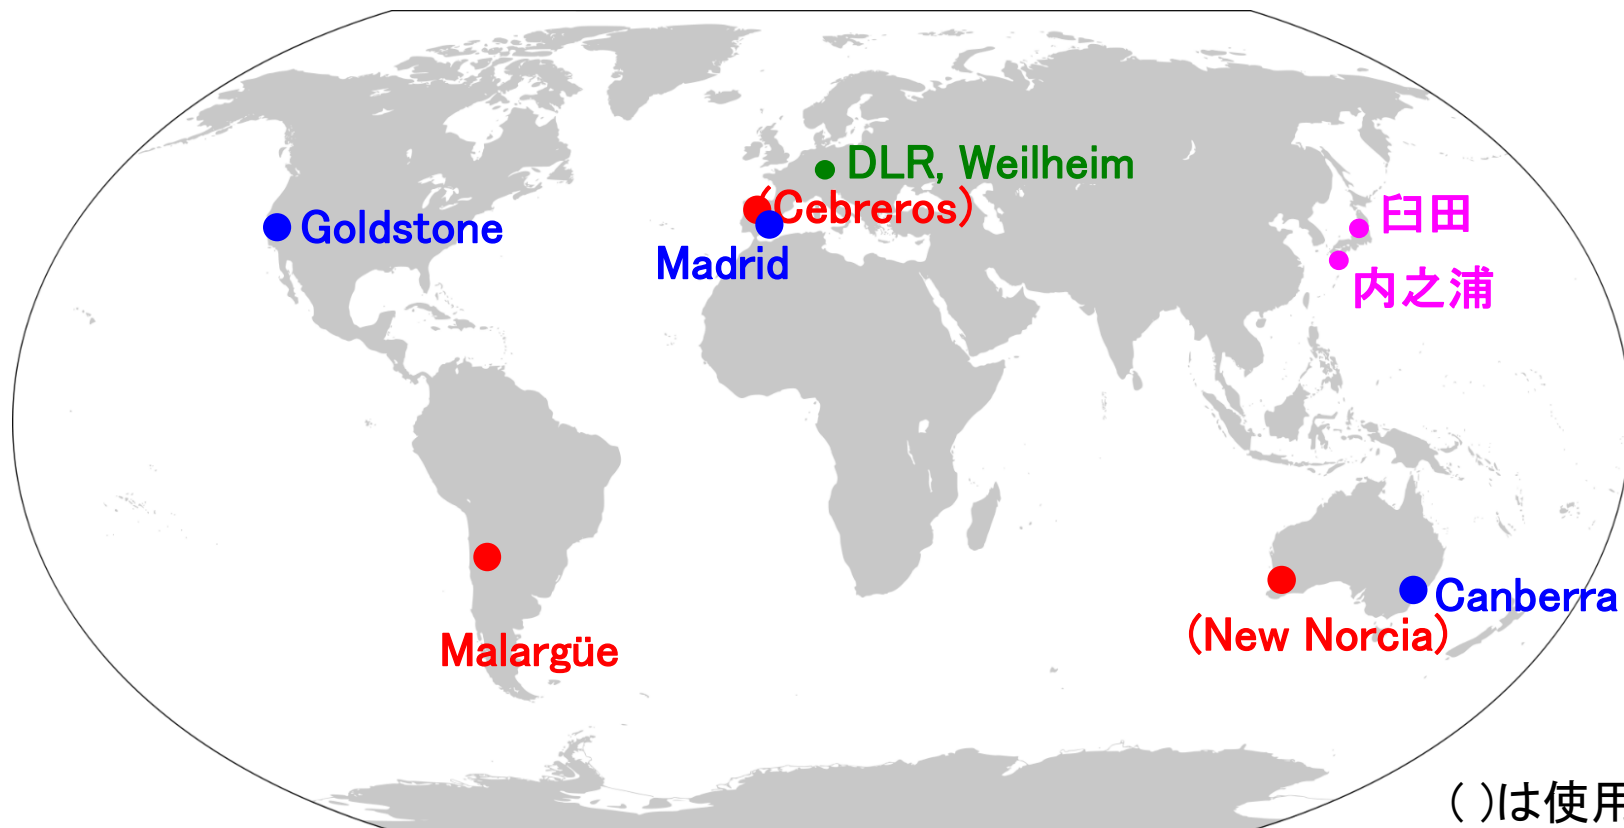 DLR, Weilheim
(Cebreros)
Goldstone
Madrid
臼田
内之浦
Canberra
(New Norcia)
Malargüe
( )は使用